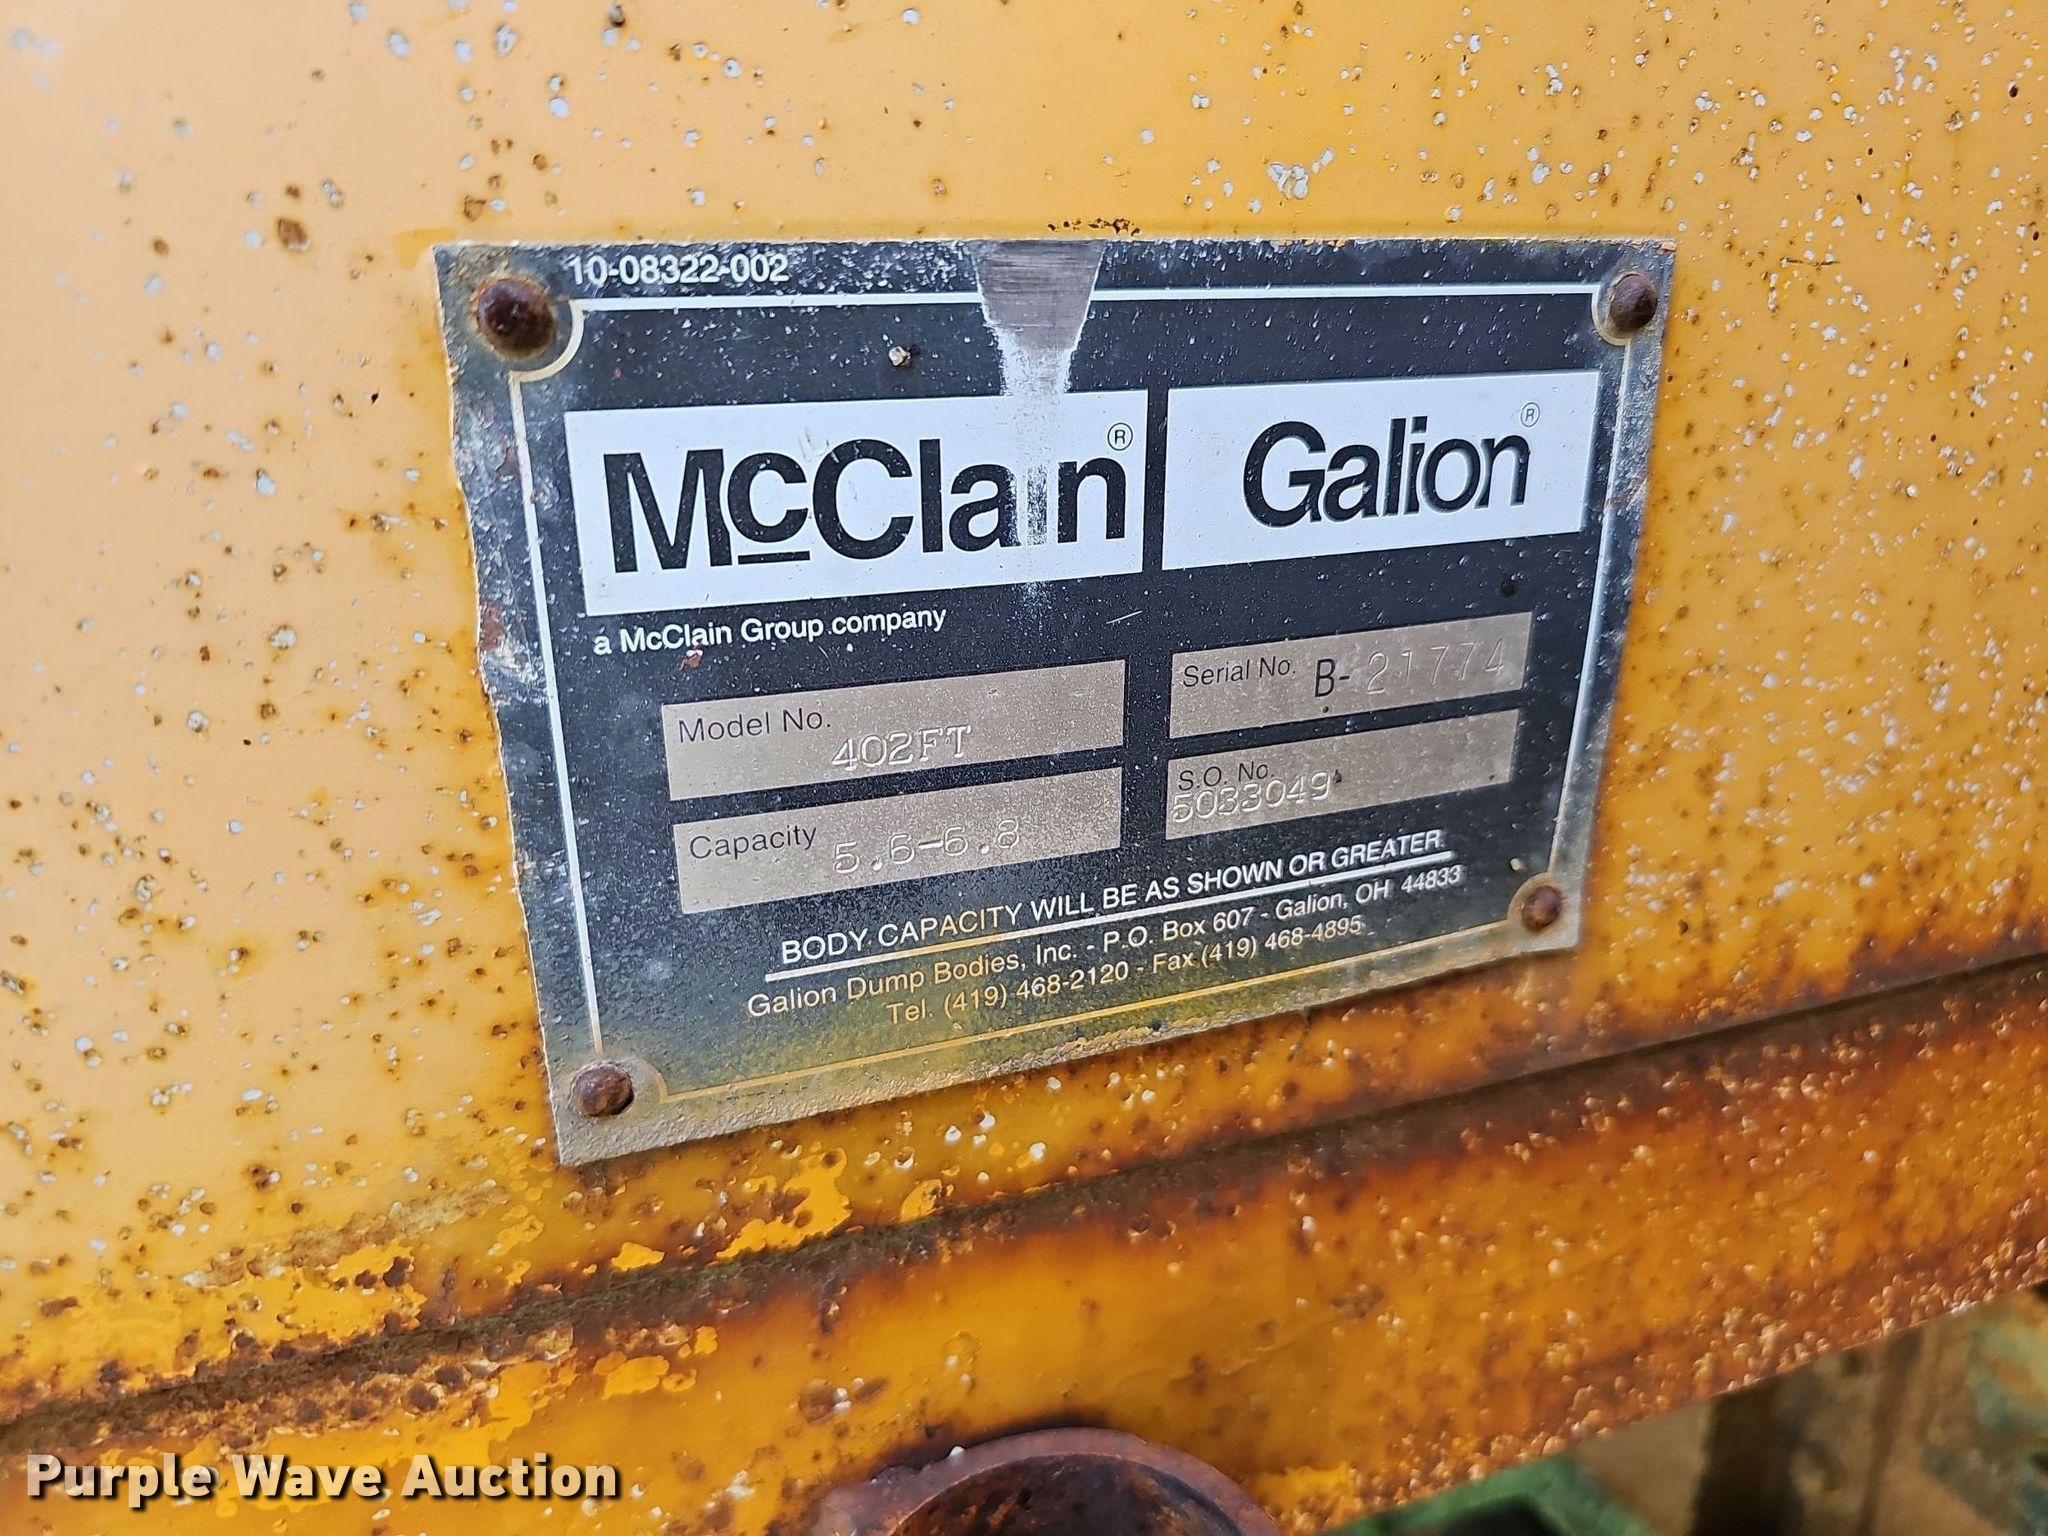 10-08322-002
McClain® Galion®
a McClain Group company
Model No. 402FT
Serial No. B-21774
Capacity 5.6-6.8
S.O. No. 5033049
BODY CAPACITY WILL BE AS SHOWN OR GREATER.
Galion Dump Bodies, Inc. - P.O. Box 607 - Galion, OH 44833
Tel. (419) 468-2120 - Fax (419) 468-4895
Purple Wave Auction